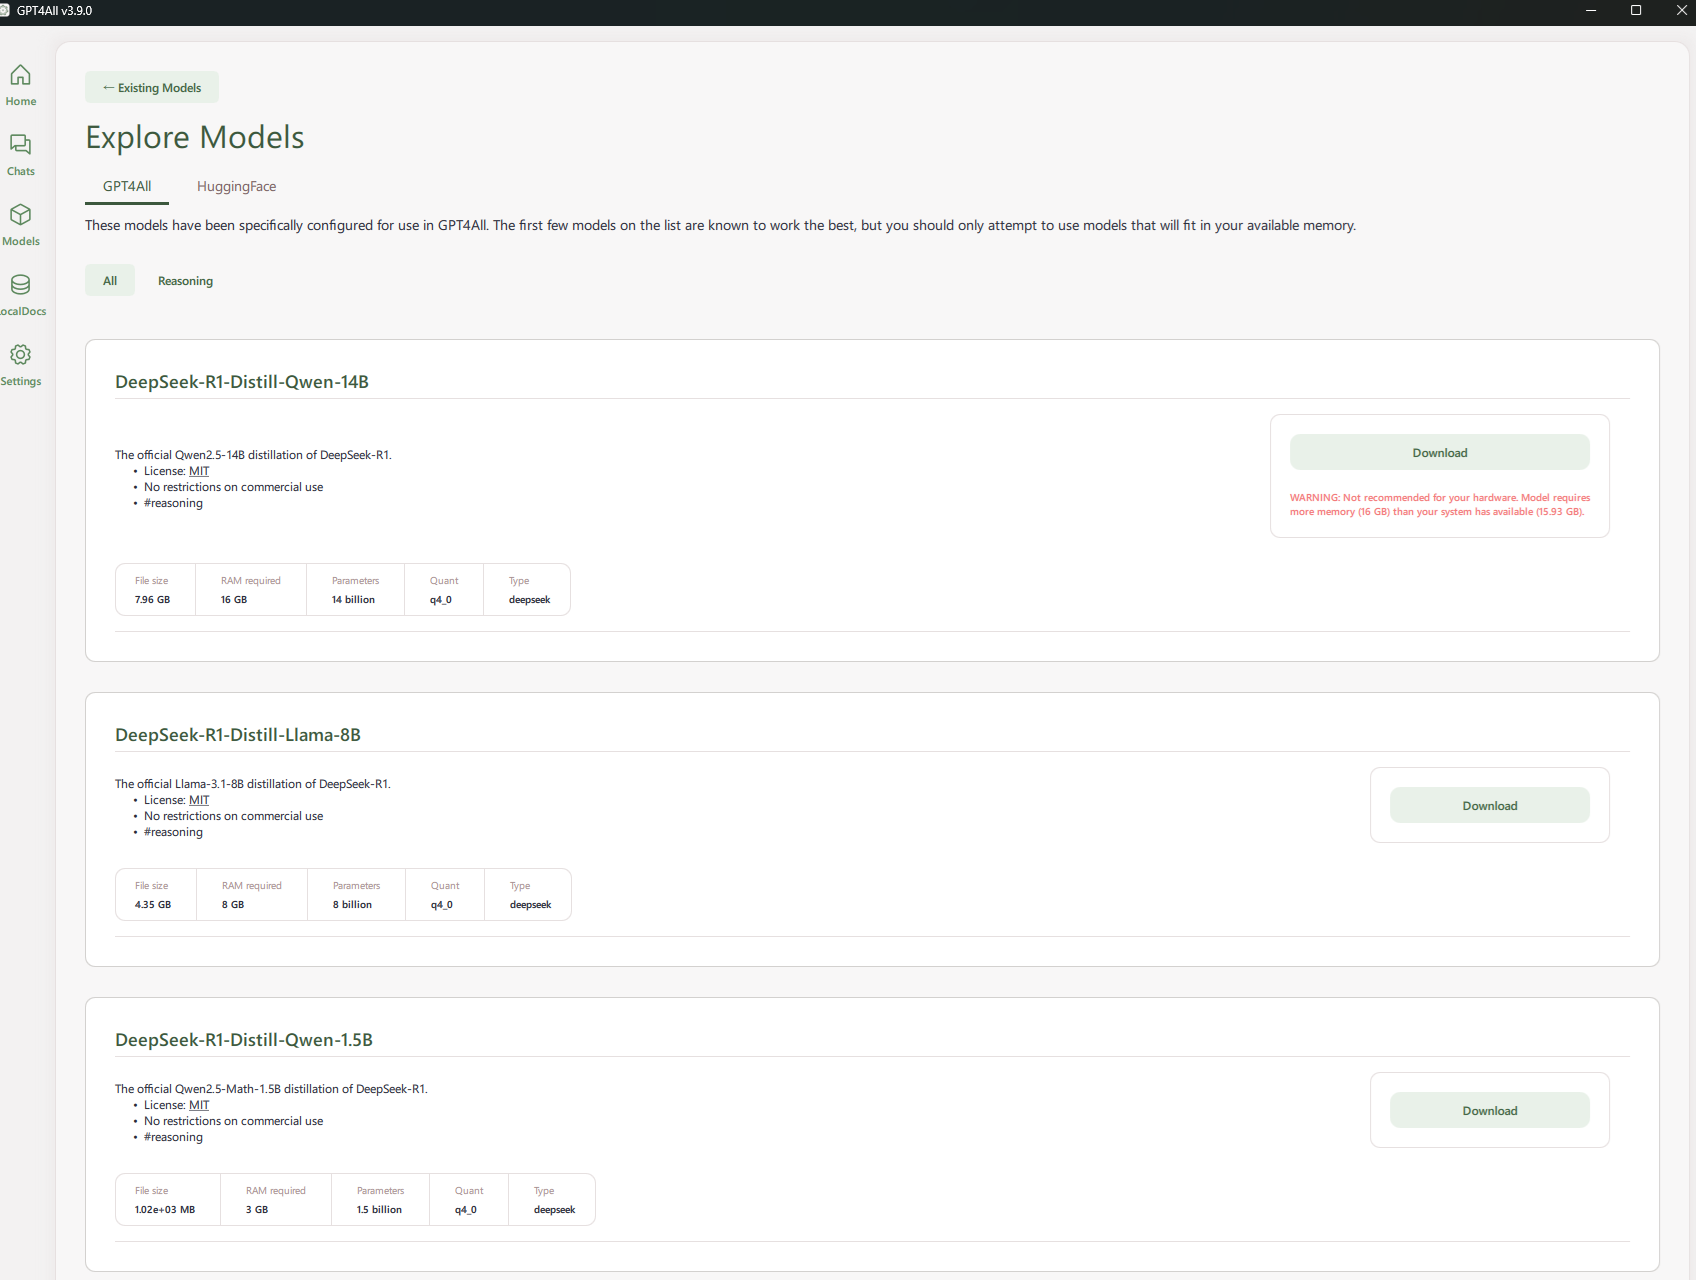 GPT4All v3.9.0
Home
Chats
Models
LocalDocs
Settings
← Existing Models
Explore Models
GPT4All HuggingFace
These models have been specifically configured for use in GPT4All. The first few models on the list are known to work the best, but you should only attempt to use models that will fit in your available memory.
All Reasoning
DeepSeek-R1-Distill-Qwen-14B
The official Qwen2.5-14B distillation of DeepSeek-R1.
• License: MIT
• No restrictions on commercial use
• #reasoning
Download
WARNING: Not recommended for your hardware. Model requires
more memory (16 GB) than your system has available (15.93 GB).
File size RAM required Parameters Quant Type
7.96 GB 16 GB 14 billion q4_0 deepseek
DeepSeek-R1-Distill-Llama-8B
The official Llama-3.1-8B distillation of DeepSeek-R1.
• License: MIT
• No restrictions on commercial use
• #reasoning
Download
File size RAM required Parameters Quant Type
4.35 GB 8 GB 8 billion q4_0 deepseek
DeepSeek-R1-Distill-Qwen-1.5B
The official Qwen2.5-Math-1.5B distillation of DeepSeek-R1.
• License: MIT
• No restrictions on commercial use
• #reasoning
Download
File size RAM required Parameters Quant Type
1.02e+03 MB 3 GB 1.5 billion q4_0 deepseek